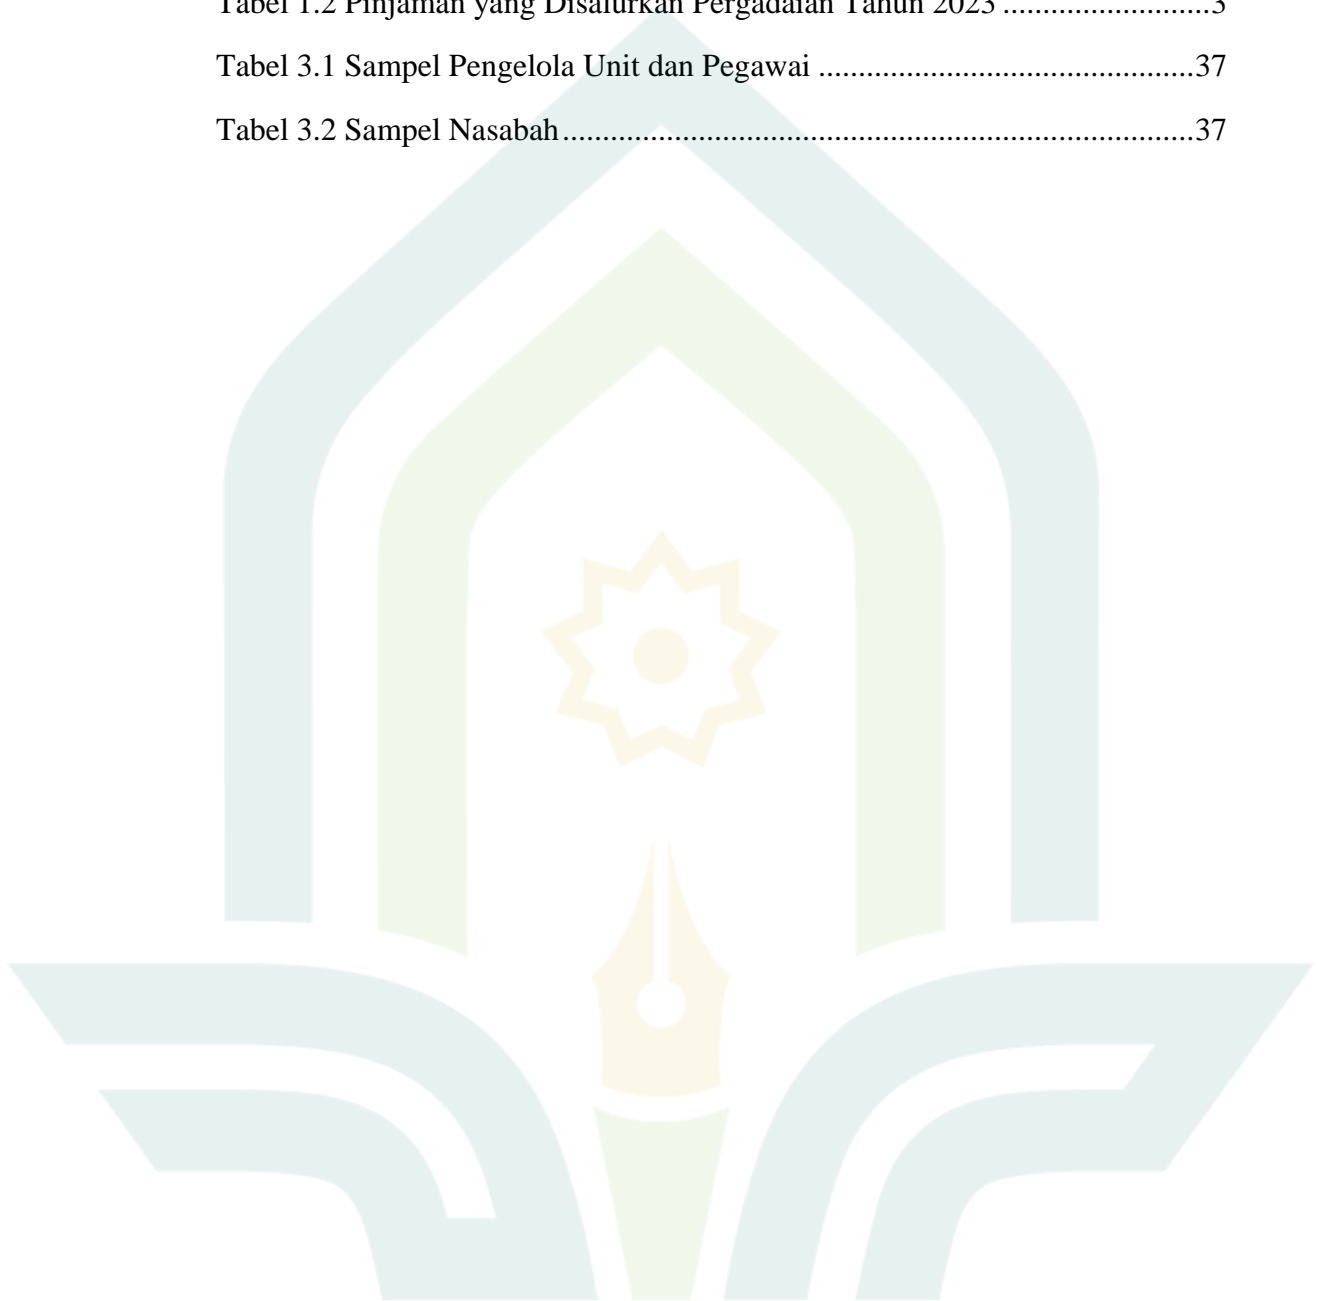 Tabel 1.2 Pinjaman yang Disalurkan Pergadaian Tahun 2023 ..........................3
Tabel 3.1 Sampel Pengelola Unit dan Pegawai ...............................................37
Tabel 3.2 Sampel Nasabah...............................................................................37